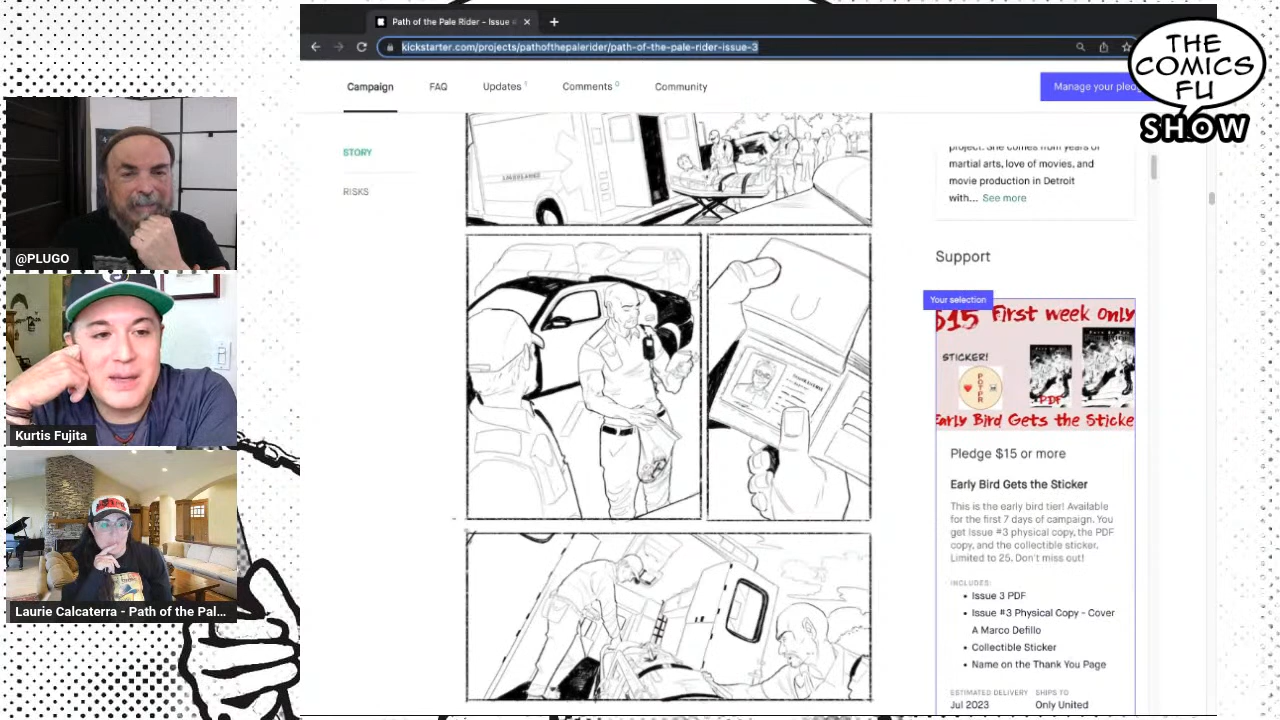 Path of the Pale Rider – Issue
kickstarter.com/projects/pathofthepalerider/path-of-the-pale-rider-issue-3
THE
COMICS
FU
SHOW
Campaign
FAQ
Updates 1
Comments 0
Community
Manage your pledg
STORY
RISKS
AMBULANCE
project. She comes from years of
martial arts, love of movies, and
movie production in Detroit
with... See more
Support
Your selection
$15 First week only
STICKER!
POTPR
PDF
Early Bird Gets the Sticke
Pledge $15 or more
Early Bird Gets the Sticker
This is the early bird tier! Available
for the first 7 days of campaign. You
get Issue #3 physical copy, the PDF
copy, and the collectible sticker.
Limited to 25. Don't miss out!
INCLUDES:
Issue 3 PDF
Issue #3 Physical Copy - Cover
A Marco Defillo
Collectible Sticker
Name on the Thank You Page
ESTIMATED DELIVERY
Jul 2023
SHIPS TO
Only United
@PLUGO
Kurtis Fujita
Laurie Calcaterra - Path of the Pal...